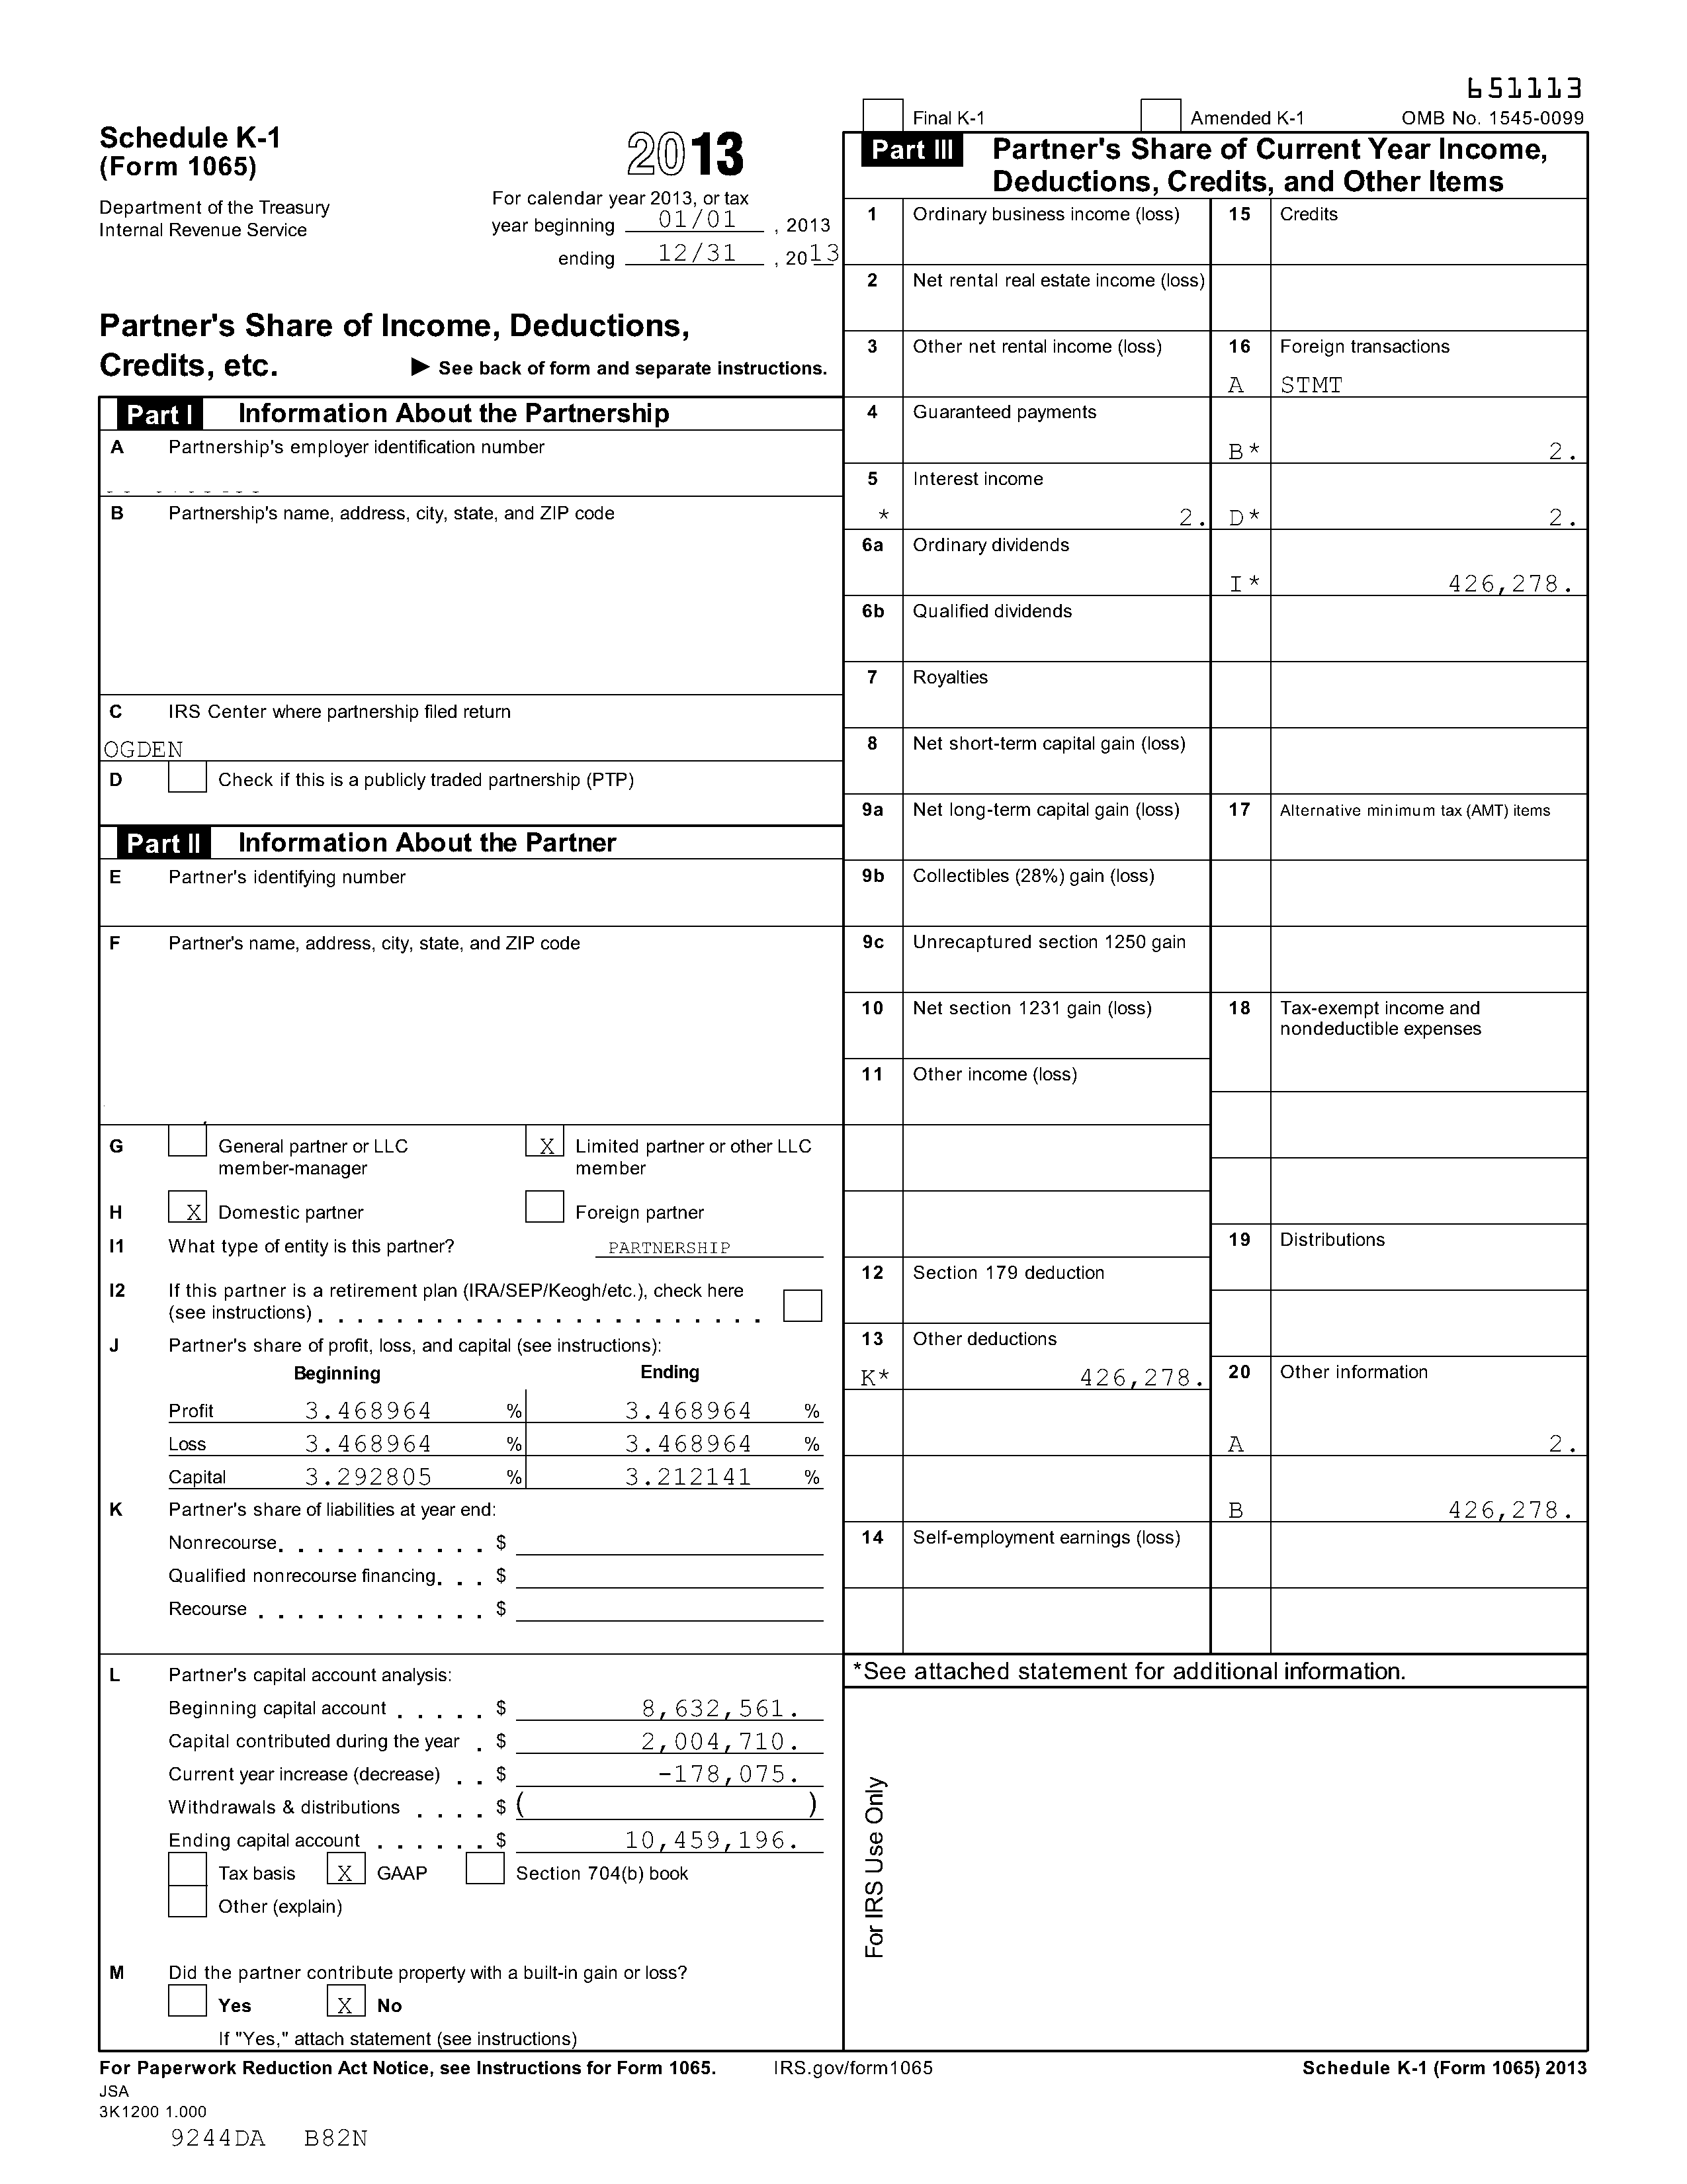 651113
Final K-1
Amended K-1
OMB No. 1545-0099
Schedule K-1
(Form 1065)
2013
Department of the Treasury
Internal Revenue Service
For calendar year 2013, or tax
year beginning 01/01 , 2013
ending 12/31 , 2013
Partner's Share of Income, Deductions,
Credits, etc. ▶ See back of form and separate instructions.
Part I Information About the Partnership
A Partnership's employer identification number
B Partnership's name, address, city, state, and ZIP code
C IRS Center where partnership filed return
OGDEN
D Check if this is a publicly traded partnership (PTP)
Part II Information About the Partner
E Partner's identifying number
F Partner's name, address, city, state, and ZIP code
G General partner or LLC
member-manager
X Limited partner or other LLC
member
H X Domestic partner
Foreign partner
I1 What type of entity is this partner? PARTNERSHIP
I2 If this partner is a retirement plan (IRA/SEP/Keogh/etc.), check here
(see instructions) . . . . . . . . . . . . . . . . . . . . . . .
J Partner's share of profit, loss, and capital (see instructions):
Beginning Ending
Profit 3.468964 % 3.468964 %
Loss 3.468964 % 3.468964 %
Capital 3.292805 % 3.212141 %
K Partner's share of liabilities at year end:
Nonrecourse. . . . . . . . . . . $
Qualified nonrecourse financing. . . $
Recourse . . . . . . . . . . . . $
L Partner's capital account analysis:
Beginning capital account . . . . . $ 8,632,561.
Capital contributed during the year . $ 2,004,710.
Current year increase (decrease) . . $ -178,075.
Withdrawals & distributions . . . . $ ( )
Ending capital account . . . . . . $ 10,459,196.
Tax basis X GAAP Section 704(b) book
Other (explain)
M Did the partner contribute property with a built-in gain or loss?
Yes X No
If "Yes," attach statement (see instructions)
Part III Partner's Share of Current Year Income,
Deductions, Credits, and Other Items
1 Ordinary business income (loss)
2 Net rental real estate income (loss)
3 Other net rental income (loss)
4 Guaranteed payments
5 Interest income
* 2.
6a Ordinary dividends
6b Qualified dividends
7 Royalties
8 Net short-term capital gain (loss)
9a Net long-term capital gain (loss)
9b Collectibles (28%) gain (loss)
9c Unrecaptured section 1250 gain
10 Net section 1231 gain (loss)
11 Other income (loss)
12 Section 179 deduction
13 Other deductions
K* 426,278.
14 Self-employment earnings (loss)
15 Credits
16 Foreign transactions
A STMT
B* 2.
D* 2.
I* 426,278.
17 Alternative minimum tax (AMT) items
18 Tax-exempt income and
nondeductible expenses
19 Distributions
20 Other information
A 2.
B 426,278.
*See attached statement for additional information.
For IRS Use Only
For Paperwork Reduction Act Notice, see Instructions for Form 1065. IRS.gov/form1065 Schedule K-1 (Form 1065) 2013
JSA
3K1200 1.000
9244DA B82N